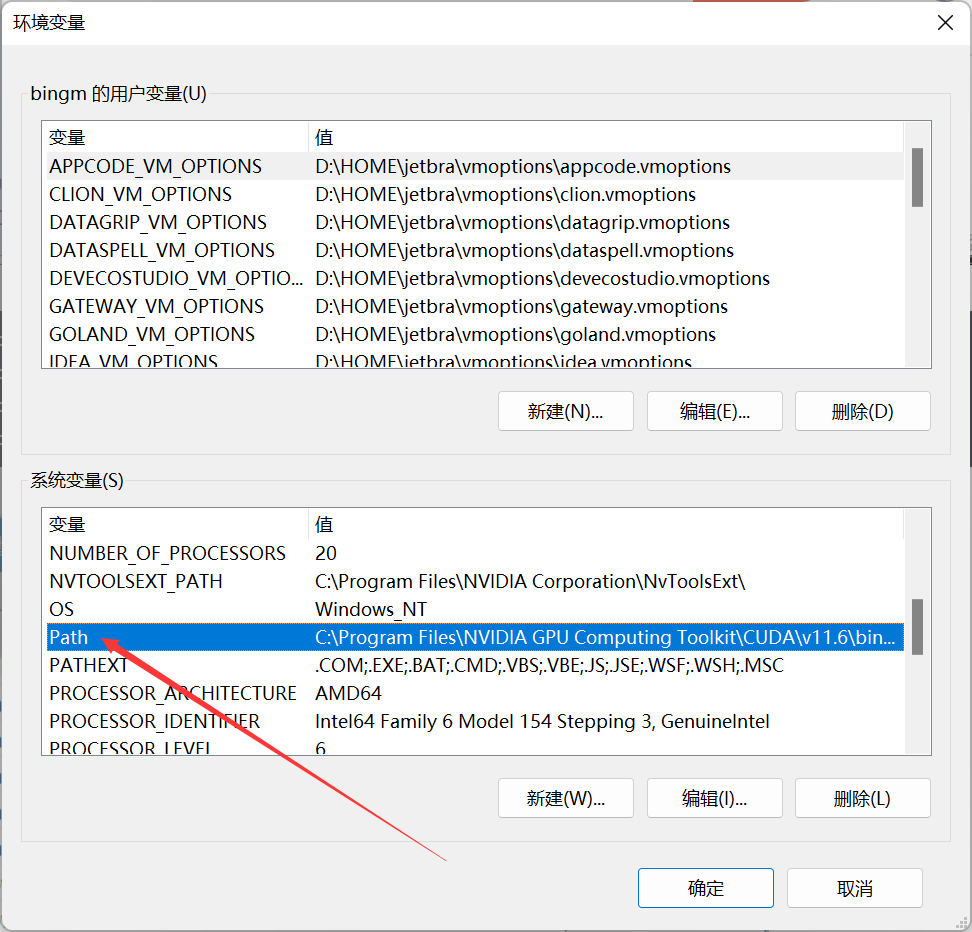 环境变量
bingm 的用户变量(U)
变量 值
APPCODE_VM_OPTIONS D:\HOME\jetbra\vmoptions\appcode.vmoptions
CLION_VM_OPTIONS D:\HOME\jetbra\vmoptions\clion.vmoptions
DATAGRIP_VM_OPTIONS D:\HOME\jetbra\vmoptions\datagrip.vmoptions
DATASPELL_VM_OPTIONS D:\HOME\jetbra\vmoptions\dataspell.vmoptions
DEVECOSTUDIO_VM_OPTIO... D:\HOME\jetbra\vmoptions\devecostudio.vmoptions
GATEWAY_VM_OPTIONS D:\HOME\jetbra\vmoptions\gateway.vmoptions
GOLAND_VM_OPTIONS D:\HOME\jetbra\vmoptions\goland.vmoptions
IDEA_VM_OPTIONS D:\HOME\jetbra\vmoptions\idea.vmoptions
新建(N)... 编辑(E)... 删除(D)
系统变量(S)
变量 值
NUMBER_OF_PROCESSORS 20
NVTOOLSEXT_PATH C:\Program Files\NVIDIA Corporation\NvToolsExt\
OS Windows_NT
Path C:\Program Files\NVIDIA GPU Computing Toolkit\CUDA\v11.6\bin...
PATHEXT .COM;.EXE;.BAT;.CMD;.VBS;.VBE;.JS;.JSE;.WSF;.WSH;.MSC
PROCESSOR_ARCHITECTURE AMD64
PROCESSOR_IDENTIFIER Intel64 Family 6 Model 154 Stepping 3, GenuineIntel
PROCESSOR_LEVEL 6
新建(W)... 编辑(I)... 删除(L)
确定 取消